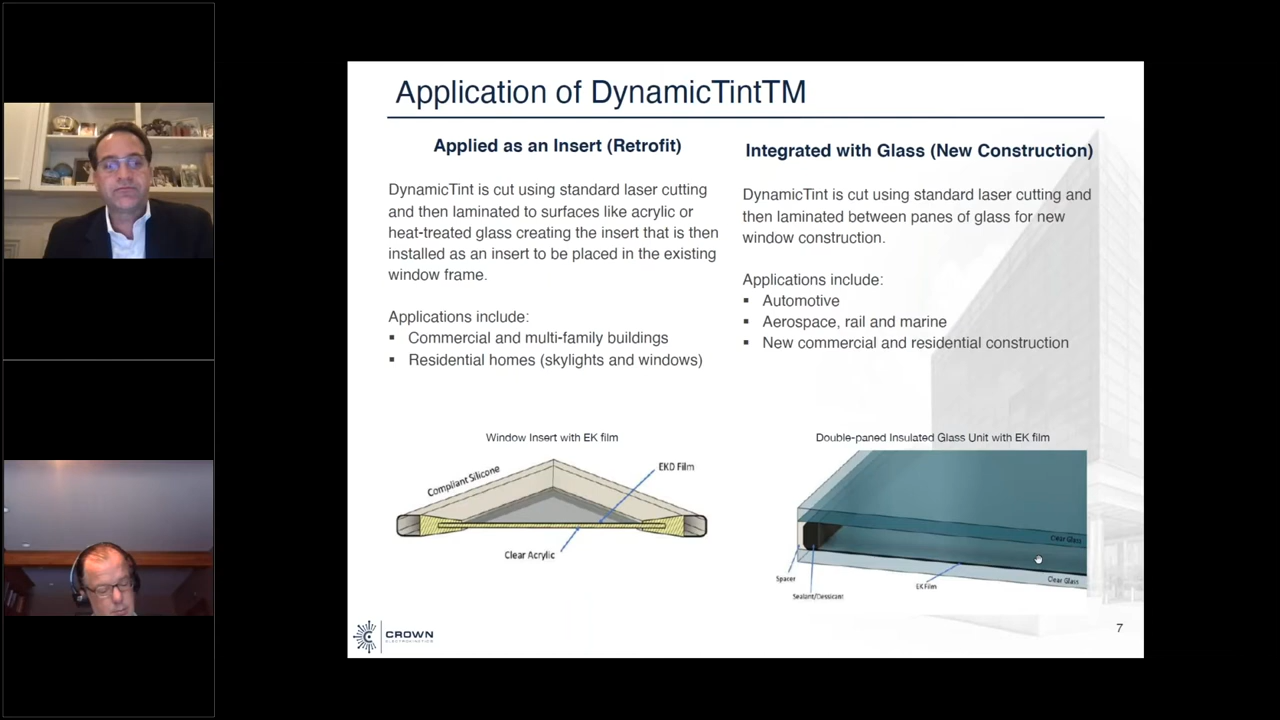 Application of DynamicTintTM
Applied as an Insert (Retrofit)
DynamicTint is cut using standard laser cutting
and then laminated to surfaces like acrylic or
heat-treated glass creating the insert that is then
installed as an insert to be placed in the existing
window frame.
Applications include:
▪ Commercial and multi-family buildings
▪ Residential homes (skylights and windows)
Integrated with Glass (New Construction)
DynamicTint is cut using standard laser cutting and
then laminated between panes of glass for new
window construction.
Applications include:
▪ Automotive
▪ Aerospace, rail and marine
▪ New commercial and residential construction
Window Insert with EK film
Compliant Silicone
EKD Film
Clear Acrylic
Double-paned Insulated Glass Unit with EK film
Clear Glass
Clear Glass
Spacer
EK Film
Sealant/Dessicant
CROWN
ELECTROKINETICS
7